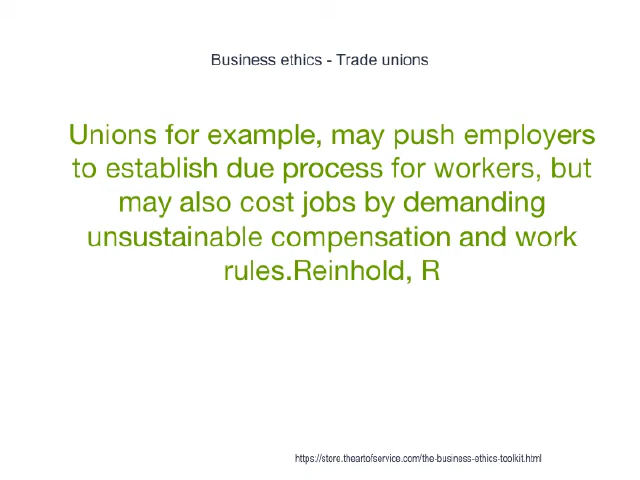 Business ethics - Trade unions
Unions for example, may push employers
to establish due process for workers, but
may also cost jobs by demanding
unsustainable compensation and work
rules.Reinhold, R
https://store.theartofservice.com/the-business-ethics-toolkit.html